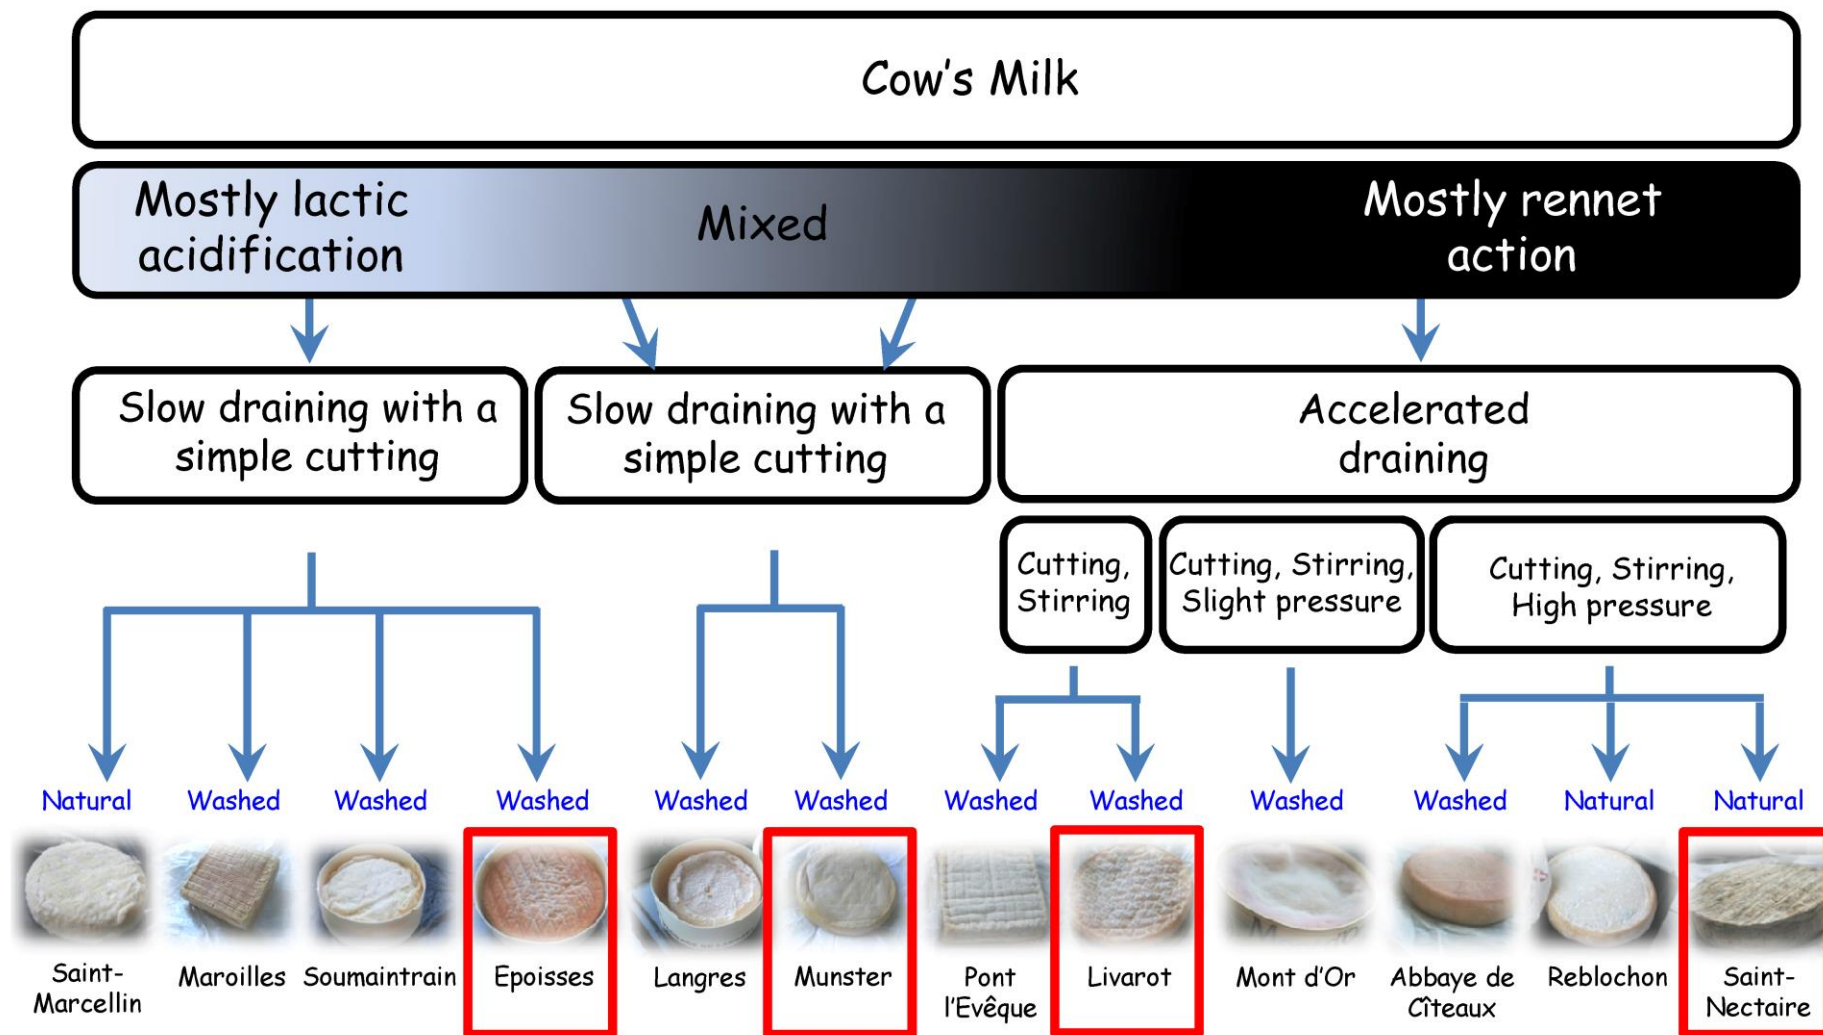 Cow's Milk
Mostly lactic
acidification
Mixed
Mostly rennet
action
Slow draining with a
simple cutting
Slow draining with a
simple cutting
Accelerated
draining
Cutting,
Stirring
Cutting, Stirring,
Slight pressure
Cutting, Stirring,
High pressure
Natural
Washed
Washed
Washed
Washed
Washed
Washed
Washed
Washed
Washed
Natural
Natural
Saint-
Marcellin
Maroilles
Soumaintrain
Epoisses
Langres
Munster
Pont
l'Evêque
Livarot
Mont d'Or
Abbaye de
Cîteaux
Reblochon
Saint-
Nectaire